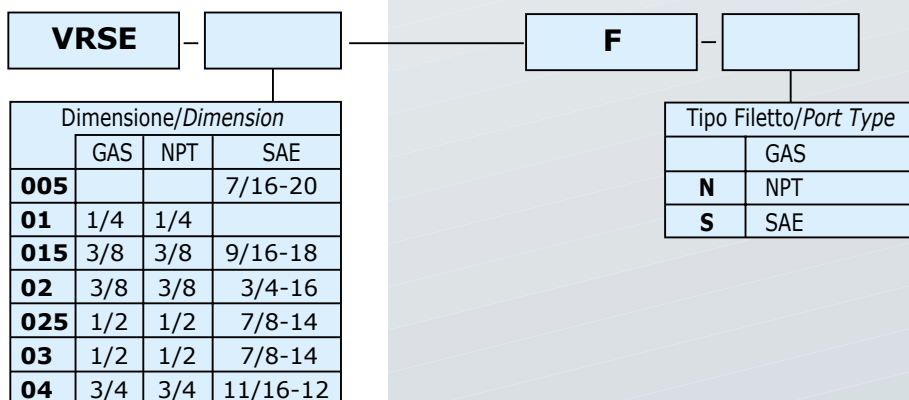 VRSE – F –
Dimensione/Dimension
GAS NPT SAE
005 7/16-20
01 1/4 1/4
015 3/8 3/8 9/16-18
02 3/8 3/8 3/4-16
025 1/2 1/2 7/8-14
03 1/2 1/2 7/8-14
04 3/4 3/4 11/16-12
Tipo Filetto/Port Type
GAS
N NPT
S SAE